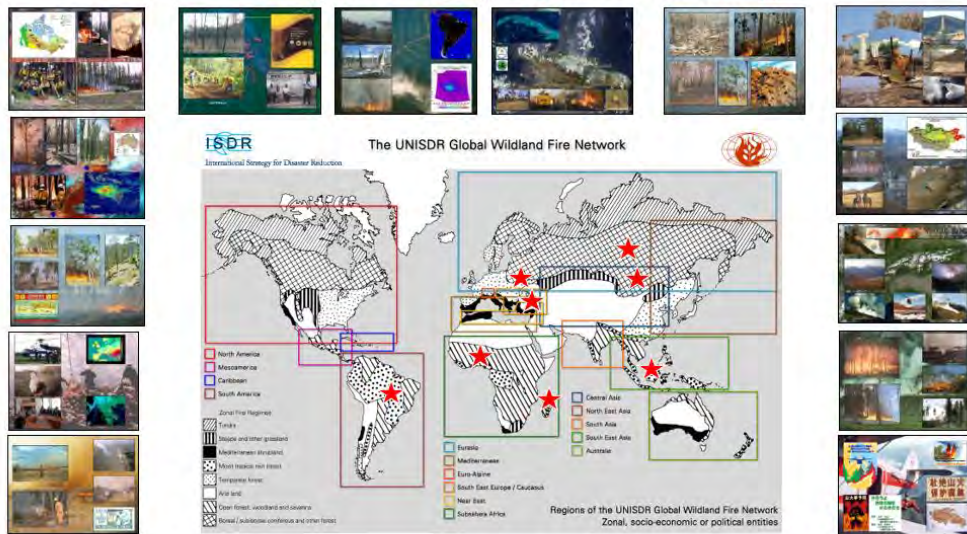 ISDR
International Strategy for Disaster Reduction
The UNISDR Global Wildland Fire Network
North America
Mesoamerica
Caribbean
South America
Zonal Fire Regimes
Tundra
Steppe and other grassland
Mediterranean shrubland
Moist tropical rain forest
Temperate forest
Arid land
Open forest, woodland and savanna
Boreal / subboreal coniferous and other forest
Eurasia
Mediterranean
Euro-Alpine
South East Europe / Caucasus
Near East
Subsahara Africa
Central Asia
North East Asia
South Asia
South East Asia
Australia
Regions of the UNISDR Global Wildland Fire Network
Zonal, socio-economic or political entities